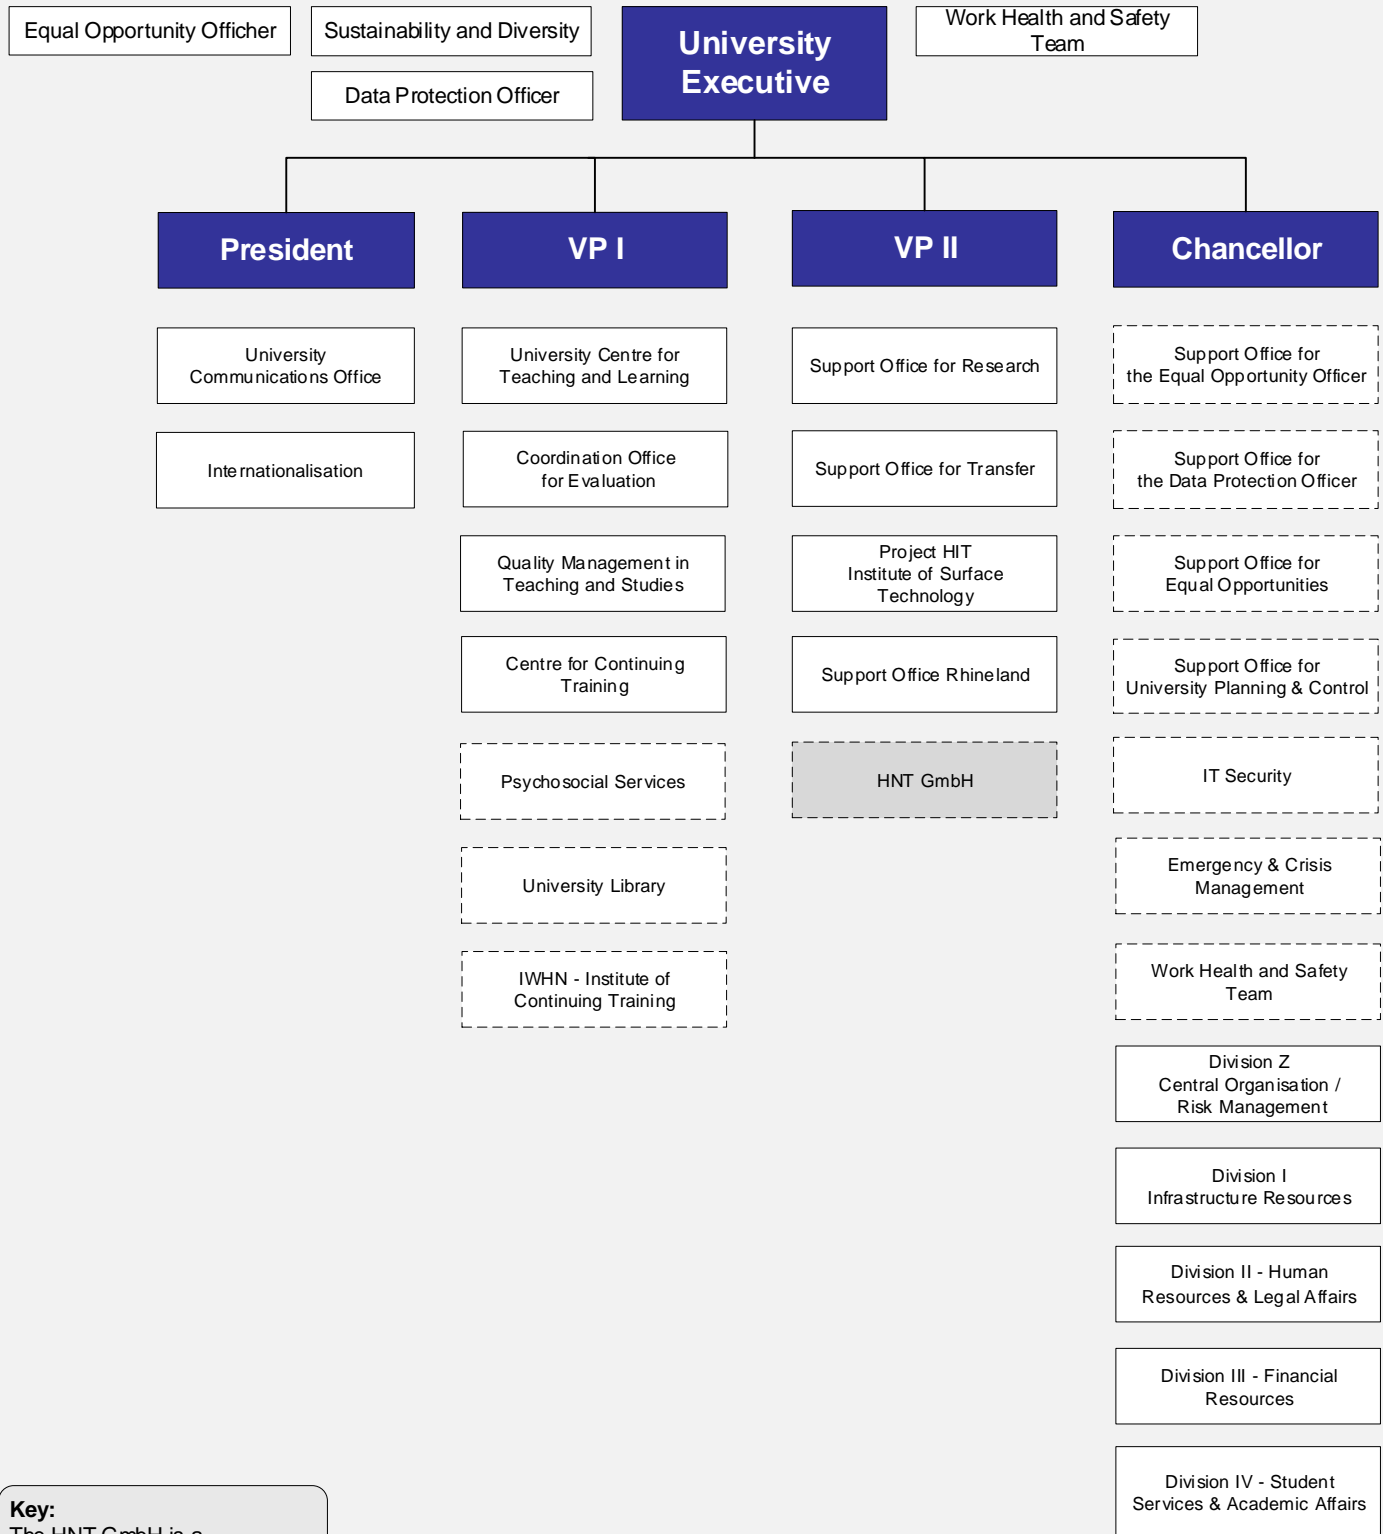 Equal Opportunity Officher
Sustainability and Diversity
Data Protection Officer
University
Executive
Work Health and Safety
Team
President
VP I
VP II
Chancellor
University
Communications Office
Internationalisation
University Centre for
Teaching and Learning
Coordination Office
for Evaluation
Quality Management in
Teaching and Studies
Centre for Continuing
Training
Psychosocial Services
University Library
IWHN - Institute of
Continuing Training
Support Office for Research
Support Office for Transfer
Project HIT
Institute of Surface
Technology
Support Office Rhineland
HNT GmbH
Support Office for
the Equal Opportunity Officer
Support Office for
the Data Protection Officer
Support Office for
Equal Opportunities
Support Office for
University Planning & Control
IT Security
Emergency & Crisis
Management
Work Health and Safety
Team
Division Z
Central Organisation /
Risk Management
Division I
Infrastructure Resources
Division II - Human
Resources & Legal Affairs
Division III - Financial
Resources
Division IV - Student
Services & Academic Affairs
Key:
The HNT GmbH is a